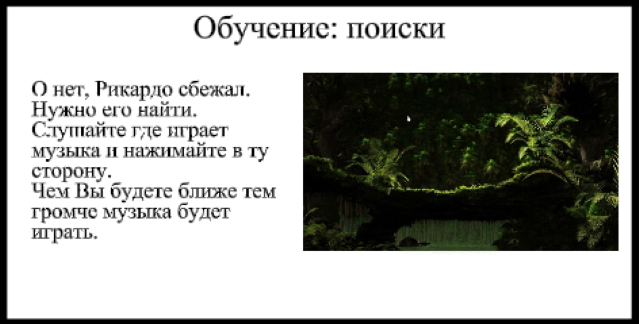 Обучение: поиски
О нет, Рикардо сбежал.
Нужно его найти.
Слушайте где играет
музыка и нажимайте в ту
сторону.
Чем Вы будете ближе тем
громче музыка будет
играть.